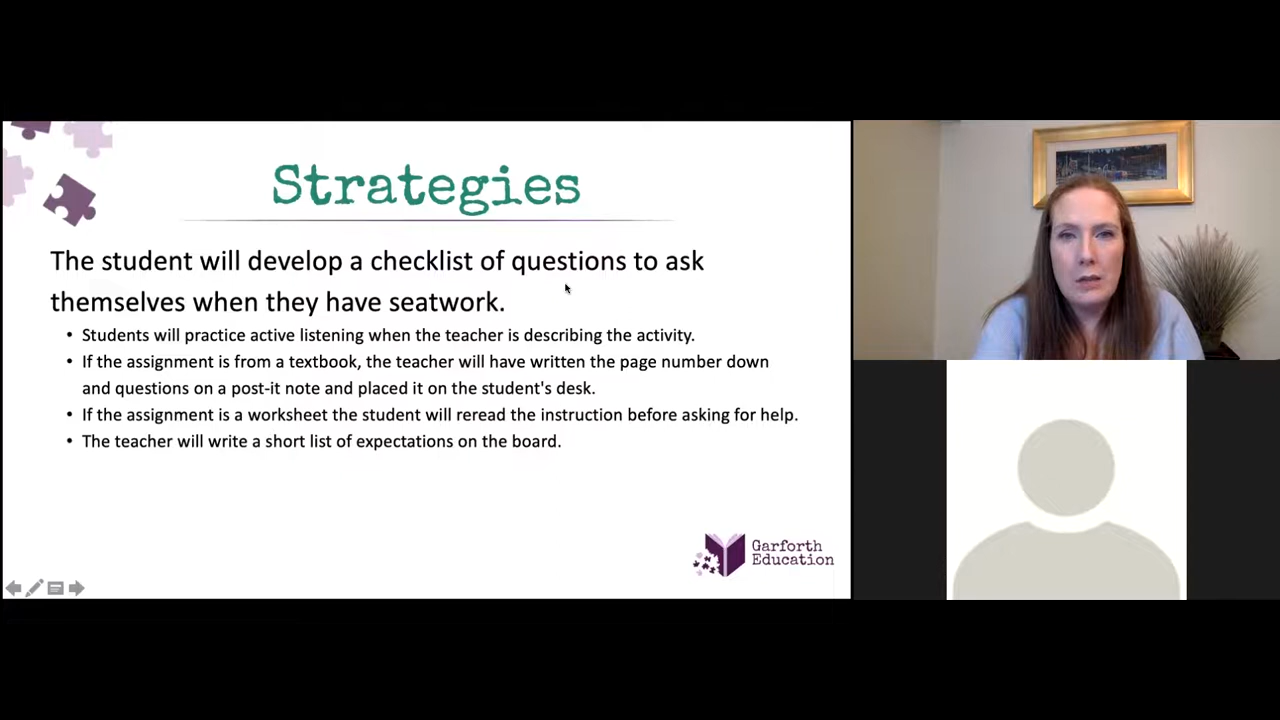 Strategies
The student will develop a checklist of questions to ask
themselves when they have seatwork.
• Students will practice active listening when the teacher is describing the activity.
• If the assignment is from a textbook, the teacher will have written the page number down
and questions on a post-it note and placed it on the student's desk.
• If the assignment is a worksheet the student will reread the instruction before asking for help.
• The teacher will write a short list of expectations on the board.
Garforth
Education